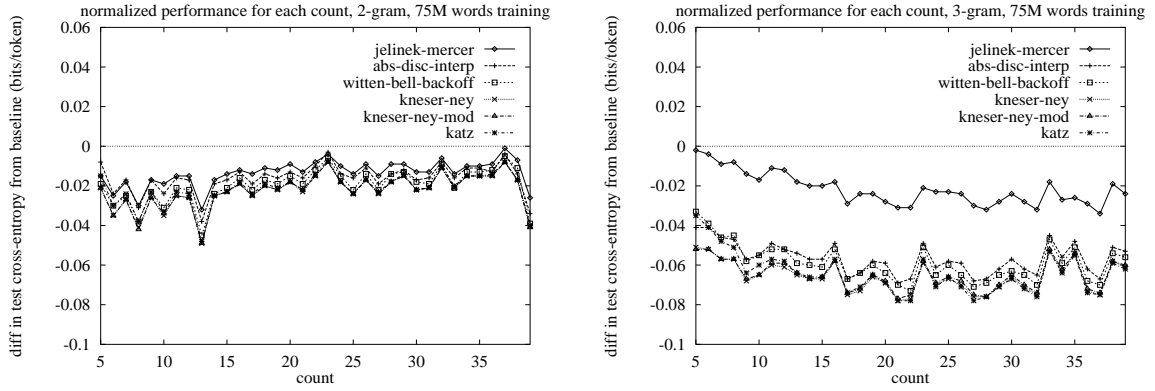 normalized performance for each count, 2-gram, 75M words training
diff in test cross-entropy from baseline (bits/token)
0.06
0.04
0.02
0
-0.02
-0.04
-0.06
-0.08
-0.1
jelinek-mercer
abs-disc-interp
witten-bell-backoff
kneser-ney
kneser-ney-mod
katz
5 10 15 20 25 30 35
count
normalized performance for each count, 3-gram, 75M words training
diff in test cross-entropy from baseline (bits/token)
0.06
0.04
0.02
0
-0.02
-0.04
-0.06
-0.08
-0.1
jelinek-mercer
abs-disc-interp
witten-bell-backoff
kneser-ney
kneser-ney-mod
katz
5 10 15 20 25 30 35
count